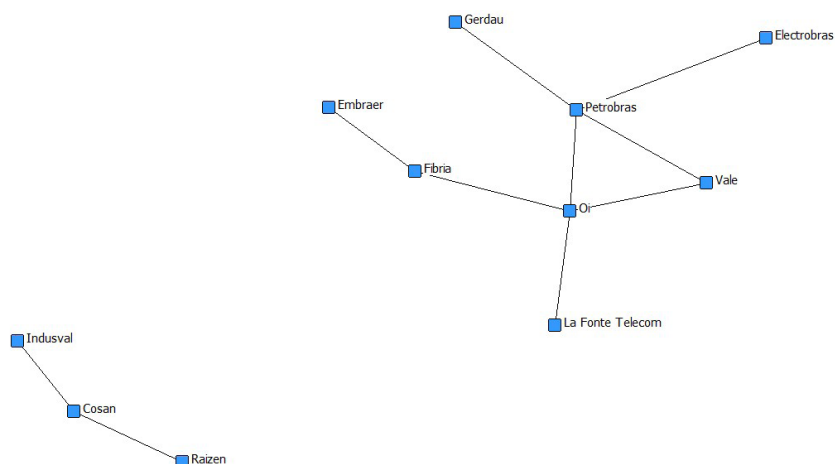 Gerdau
Electrobras
Embraer
Petrobras
Fibria
Vale
Oi
La Fonte Telecom
Indusval
Cosan
Raizen